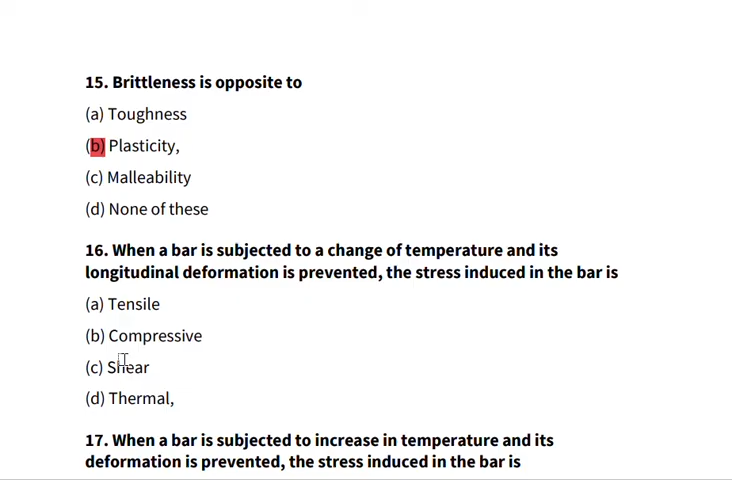 15. Brittleness is opposite to
(a) Toughness
(b) Plasticity,
(c) Malleability
(d) None of these
16. When a bar is subjected to a change of temperature and its
longitudinal deformation is prevented, the stress induced in the bar is
(a) Tensile
(b) Compressive
(c) Shear
(d) Thermal,
17. When a bar is subjected to increase in temperature and its
deformation is prevented, the stress induced in the bar is